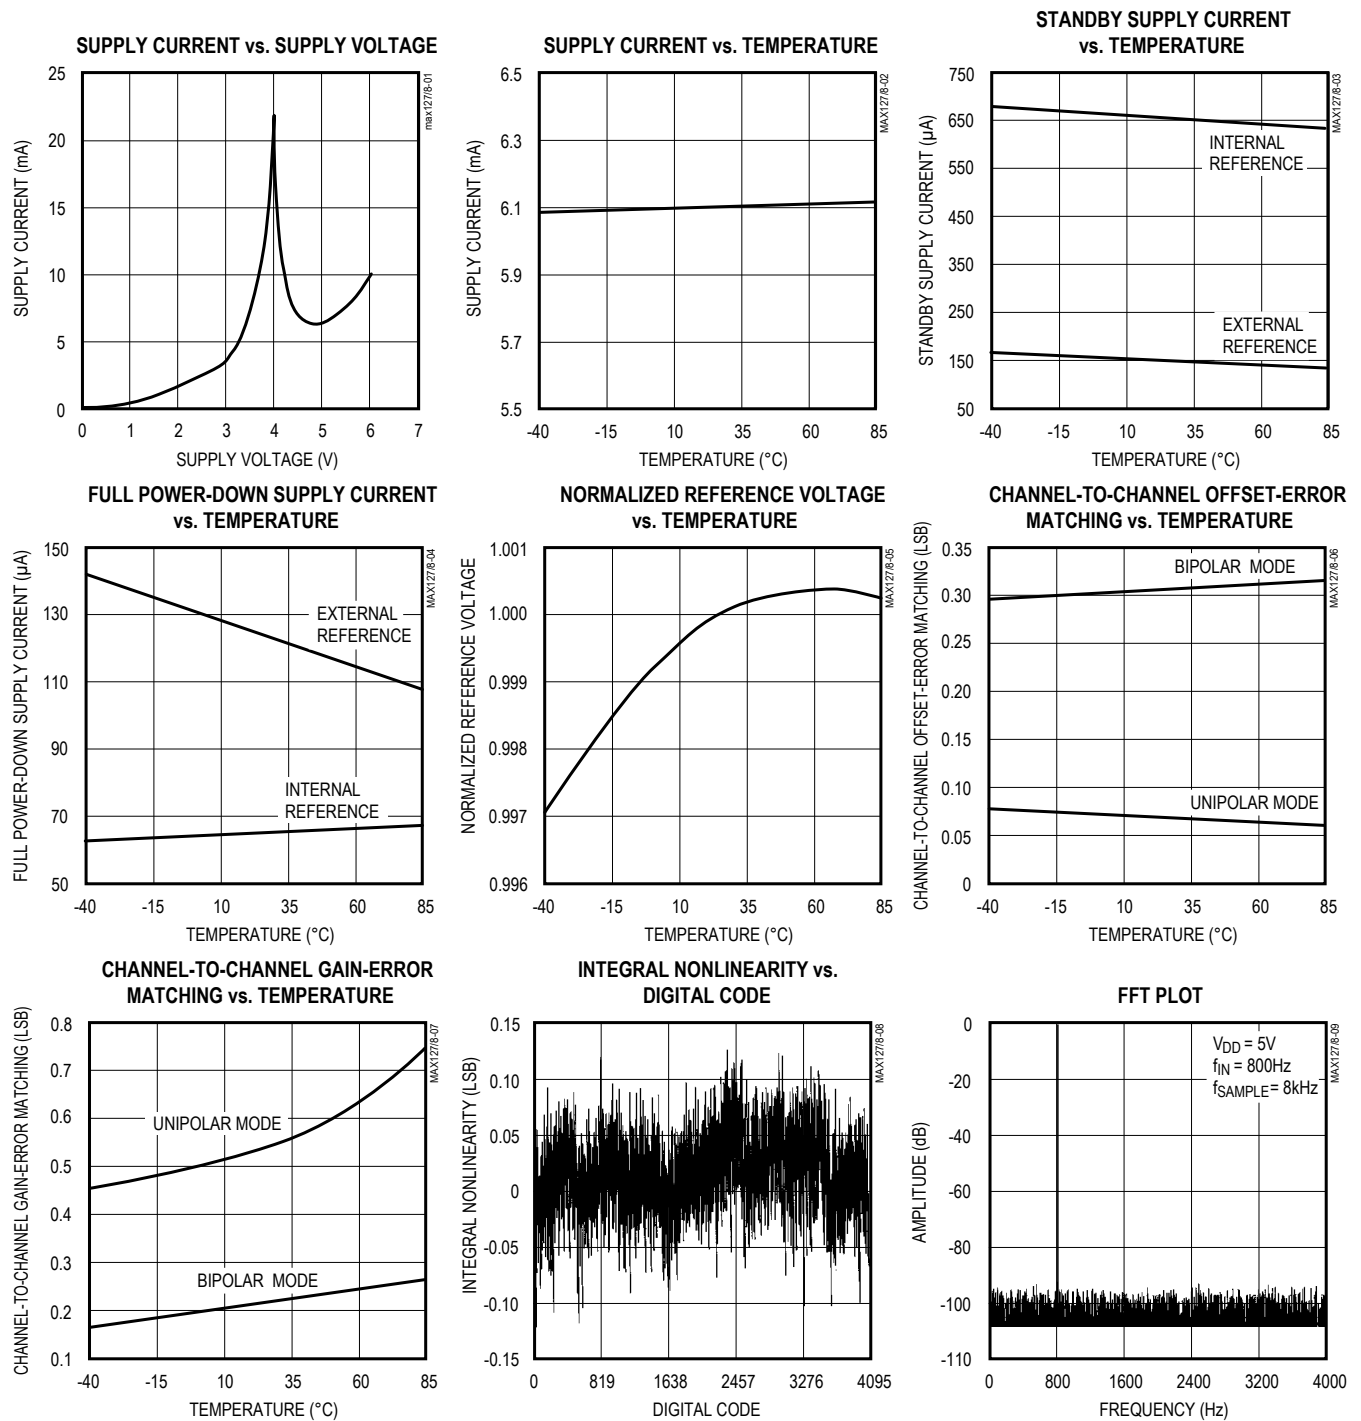 SUPPLY CURRENT vs. SUPPLY VOLTAGE
SUPPLY CURRENT (mA)
25
20
15
10
5
0
0 1 2 3 4 5 6 7
SUPPLY VOLTAGE (V)
max127/8-01
SUPPLY CURRENT vs. TEMPERATURE
SUPPLY CURRENT (mA)
6.5
6.3
6.1
5.9
5.7
5.5
-40 -15 10 35 60 85
TEMPERATURE (°C)
MAX127/8-02
STANDBY SUPPLY CURRENT
vs. TEMPERATURE
STANDBY SUPPLY CURRENT (µA)
750
650
550
450
350
250
150
50
INTERNAL
REFERENCE
EXTERNAL
REFERENCE
-40 -15 10 35 60 85
TEMPERATURE (°C)
MAX127/8-03
FULL POWER-DOWN SUPPLY CURRENT
vs. TEMPERATURE
FULL POWER-DOWN SUPPLY CURRENT (µA)
150
130
110
90
70
50
EXTERNAL
REFERENCE
INTERNAL
REFERENCE
-40 -15 10 35 60 85
TEMPERATURE (°C)
MAX127/8-04
NORMALIZED REFERENCE VOLTAGE
vs. TEMPERATURE
NORMALIZED REFERENCE VOLTAGE
1.001
1.000
0.999
0.998
0.997
0.996
-40 -15 10 35 60 85
TEMPERATURE (°C)
MAX127/8-05
CHANNEL-TO-CHANNEL OFFSET-ERROR
MATCHING vs. TEMPERATURE
CHANNEL-TO-CHANNEL OFFSET-ERROR MATCHING (LSB)
0.35
0.30
0.25
0.20
0.15
0.10
0.05
0
BIPOLAR MODE
UNIPOLAR MODE
-40 -15 10 35 60 85
TEMPERATURE (°C)
MAX127/8-06
CHANNEL-TO-CHANNEL GAIN-ERROR
MATCHING vs. TEMPERATURE
CHANNEL-TO-CHANNEL GAIN-ERROR MATCHING (LSB)
0.8
0.7
0.6
0.5
0.4
0.3
0.2
0.1
UNIPOLAR MODE
BIPOLAR MODE
-40 -15 10 35 60 85
TEMPERATURE (°C)
MAX127/8-07
INTEGRAL NONLINEARITY vs.
DIGITAL CODE
INTEGRAL NONLINEARITY (LSB)
0.15
0.10
0.05
0
-0.05
-0.10
-0.15
0 819 1638 2457 3276 4095
DIGITAL CODE
MAX127/8-08
FFT PLOT
AMPLITUDE (dB)
0
-20
-40
-60
-80
-100
-110
VDD = 5V
fIN = 800Hz
fSAMPLE = 8kHz
0 800 1600 2400 3200 4000
FREQUENCY (Hz)
MAX127/8-09